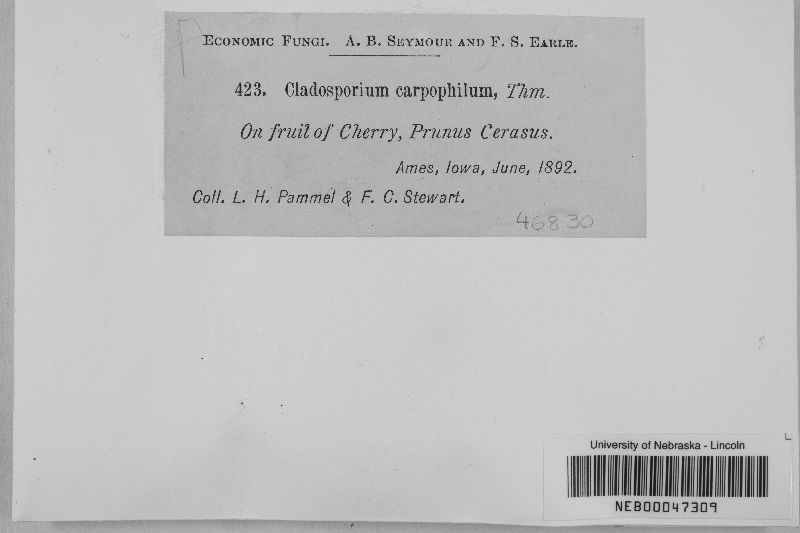 Economic Fungi. A. B. Seymour and F. S. Earle.
423. Cladosporium carpophilum, Thm.
On fruit of Cherry, Prunus Cerasus.
Ames, Iowa, June, 1892.
Coll. L. H. Pammel & F. C. Stewart.
46830
University of Nebraska - Lincoln
NEB00047309